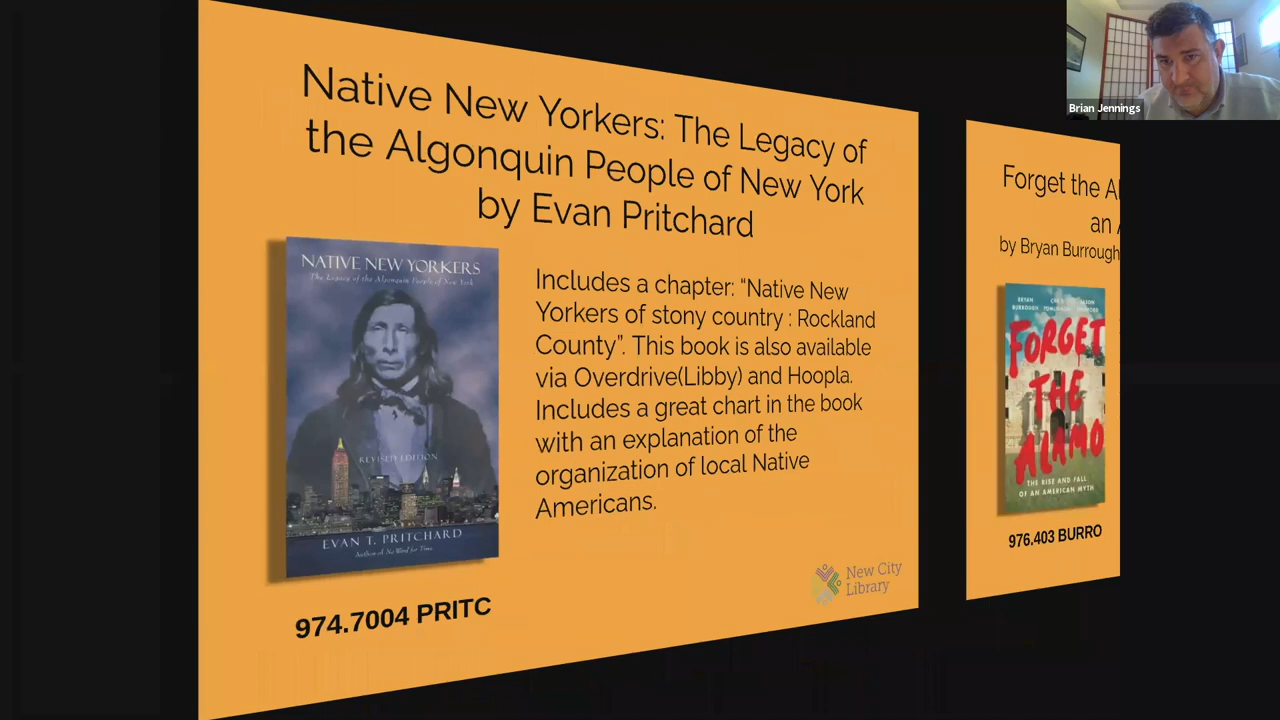 Native New Yorkers: The Legacy of
the Algonquin People of New York
by Evan Pritchard
NATIVE NEW YORKERS
The Legacy of the Algonquin People of New York
REVISED EDITION
EVAN T. PRITCHARD
Author of No Word for Time
974.7004 PRITC
Includes a chapter: “Native New
Yorkers of stony country : Rockland
County”. This book is also available
via Overdrive(Libby) and Hoopla.
Includes a great chart in the book
with an explanation of the
organization of local Native
Americans.
New City
Library
Brian Jennings
Forget the
an
by Bryan Burrough
BRYAN
BURROUGH
FORGET
THE
ALAMO
THE RISE AND FALL
OF AN AMERICAN MYTH
976.403 BURRO